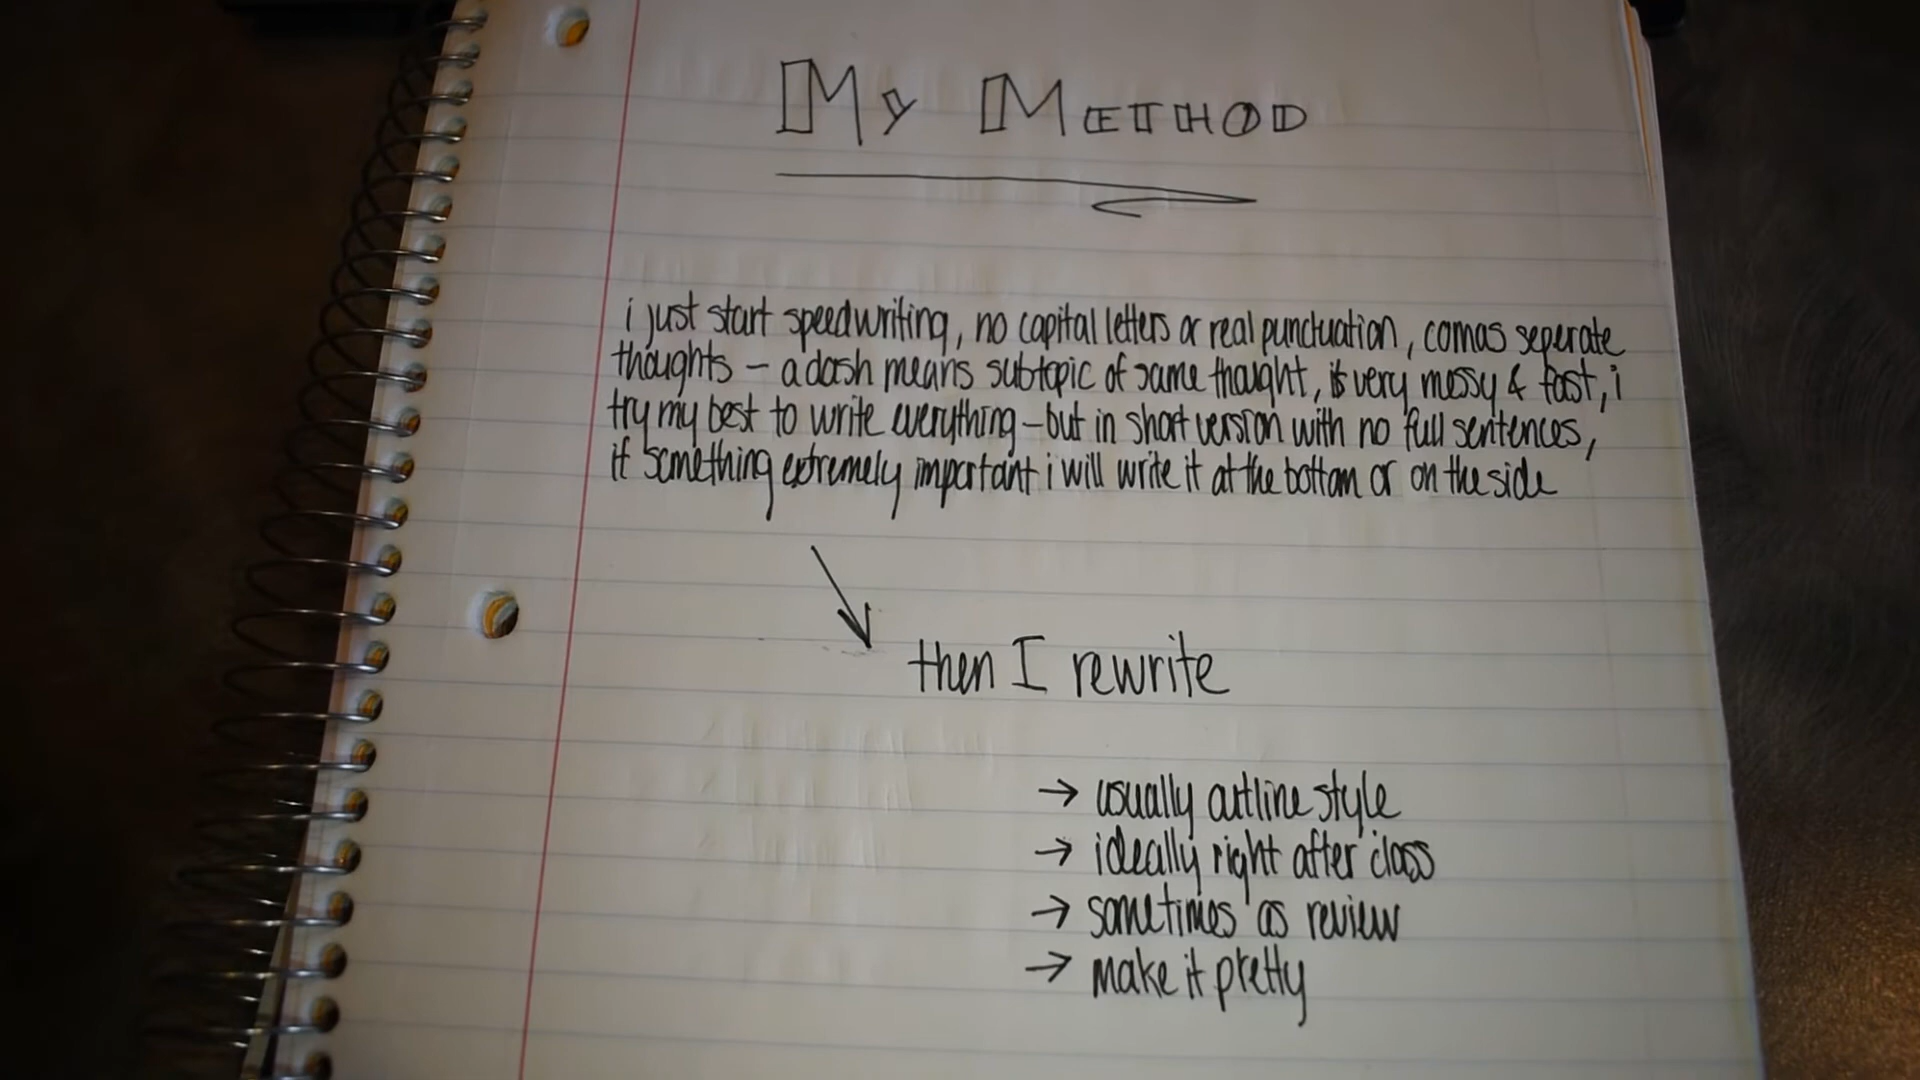 MY METHOD
i just start speedwriting, no capital letters or real punctuation, comas seperate
thoughts – a dash means subtopic of same thought, is very messy & fast, i
try my best to write everything – but in short version with no full sentences,
if something extremely important i will write it at the bottom or on the side
then I rewrite
→ usually outline style
→ ideally right after class
→ sometimes as review
→ make it pretty